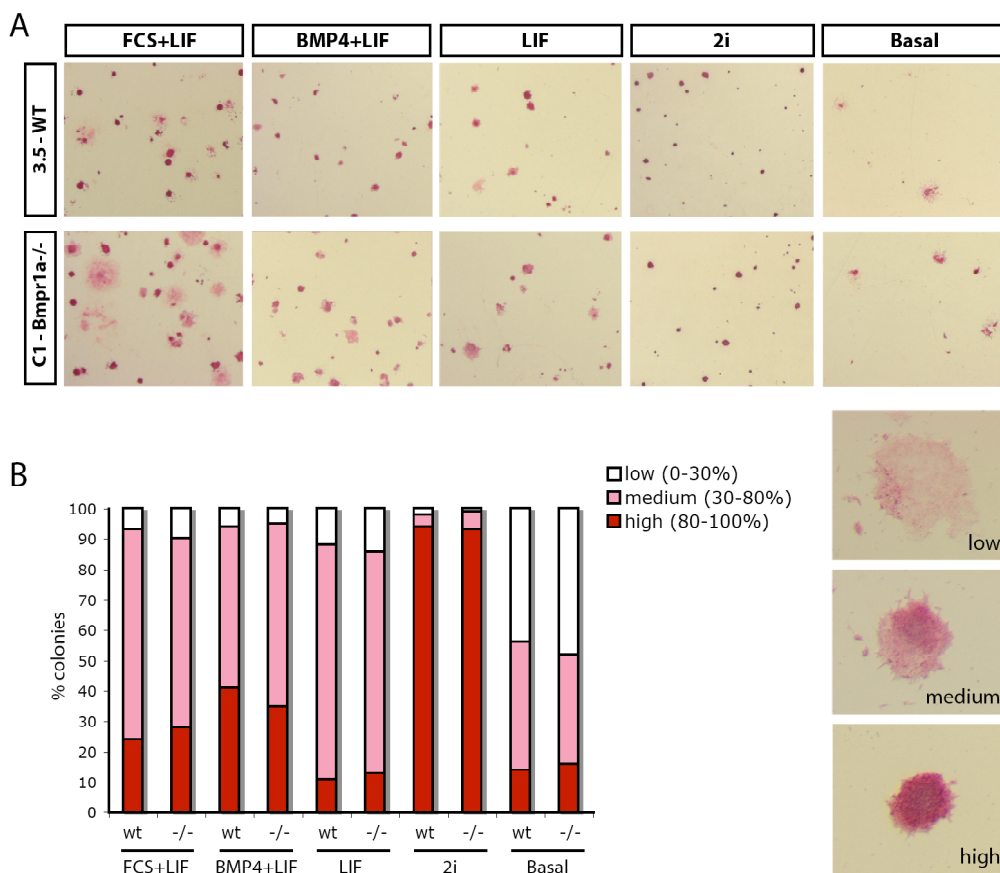 A
FCS+LIF
BMP4+LIF
LIF
2i
Basal
3.5 - WT
C1 - Bmpr1a-/-
B
low (0-30%)
medium (30-80%)
high (80-100%)
% colonies
100
90
80
70
60
50
40
30
20
10
0
wt -/- wt -/- wt -/- wt -/- wt -/-
FCS+LIF BMP4+LIF LIF 2i Basal
low
medium
high